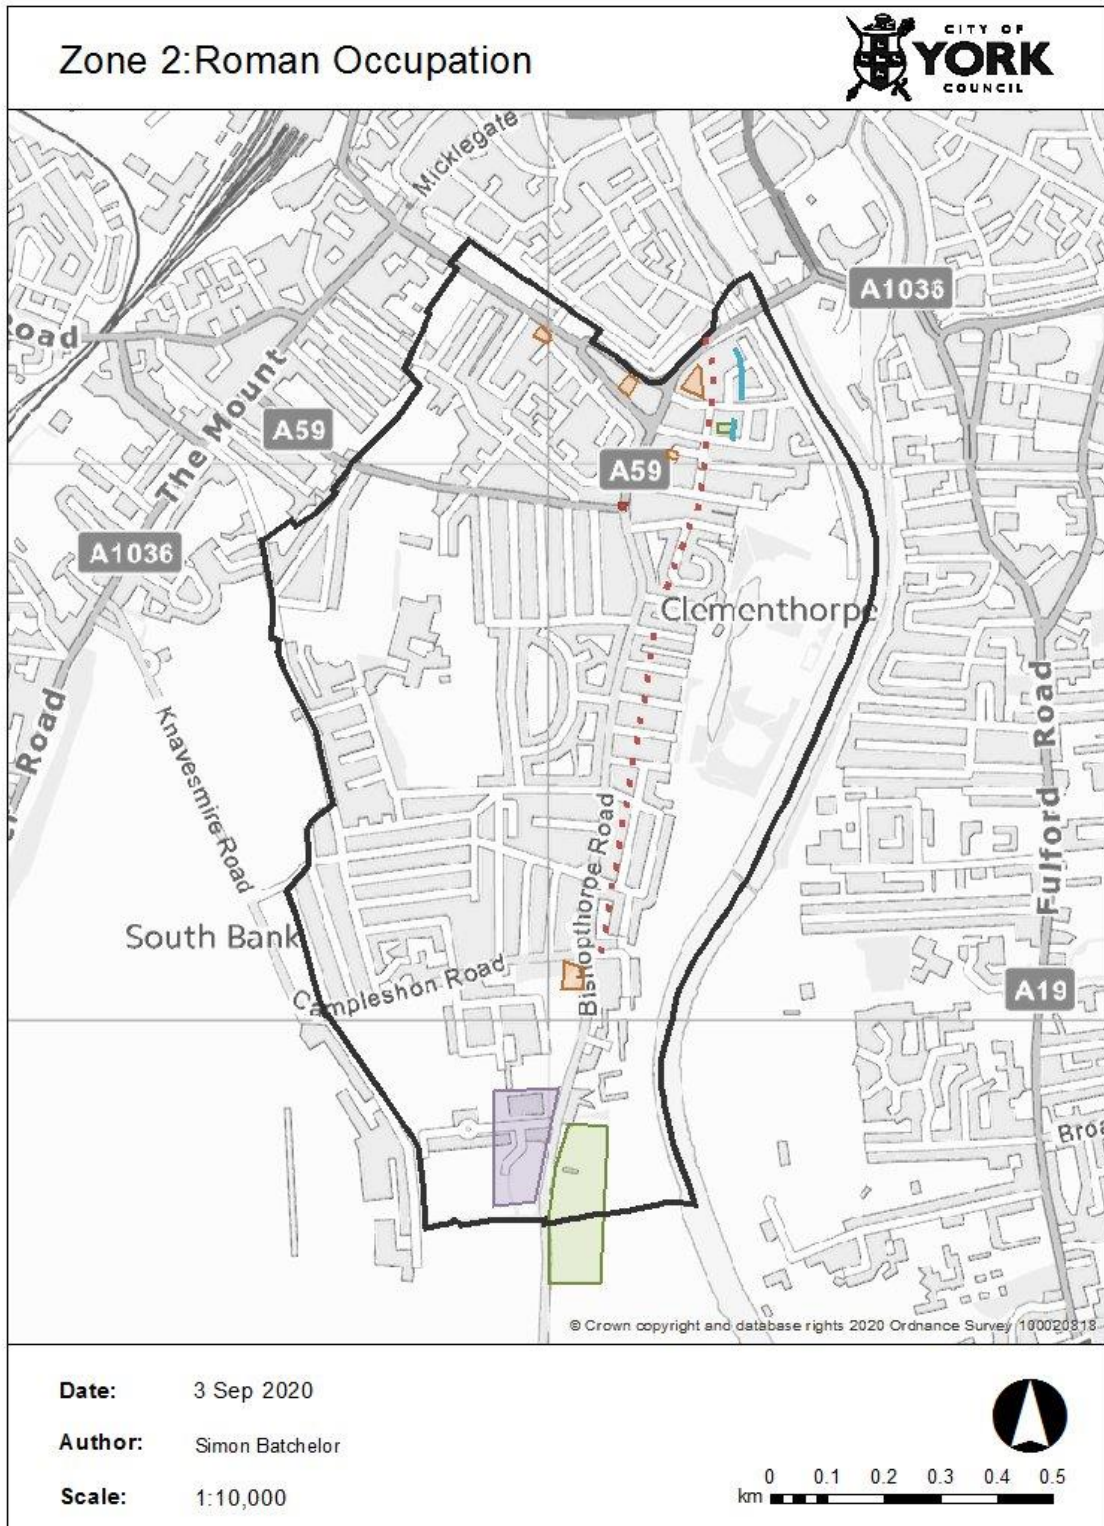 Zone 2:Roman Occupation
CITY OF
YORK
COUNCIL
Micklegate
A1036
Road
The Mount
A59
A59
A1036
Clementhorpe
Road
Knavesmire Road
Fulford Road
Bishopthorpe Road
South Bank
Campleshon Road
A19
Broa
© Crown copyright and database rights 2020 Ordnance Survey 100020818
Date: 3 Sep 2020
Author: Simon Batchelor
Scale: 1:10,000
0 0.1 0.2 0.3 0.4 0.5
km